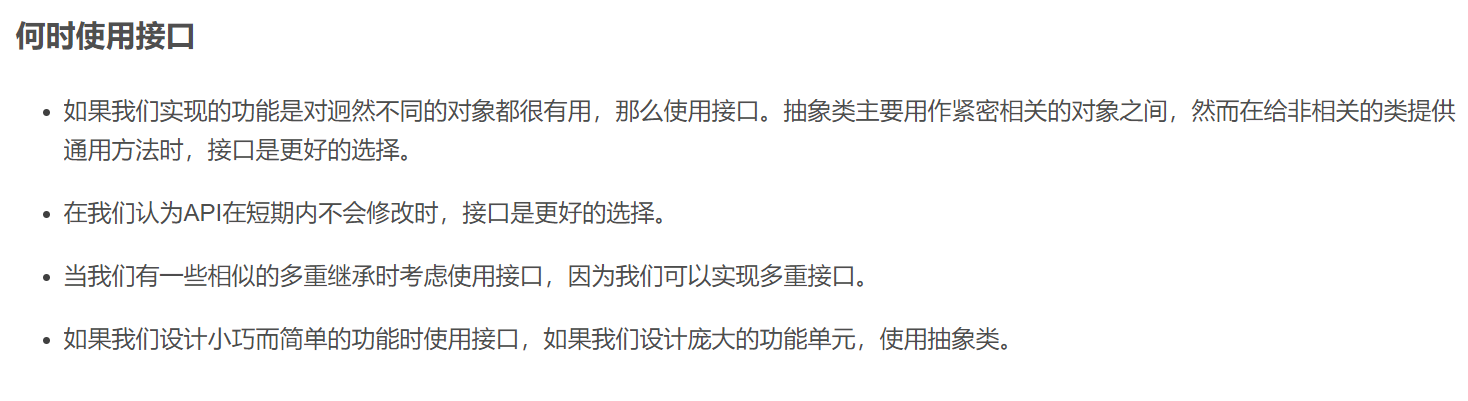 何时使用接口
如果我们实现的功能是对迥然不同的对象都很有用，那么使用接口。抽象类主要用作紧密相关的对象之间，然而在给非相关的类提供
通用方法时，接口是更好的选择。
在我们认为API在短期内不会修改时，接口是更好的选择。
当我们有一些相似的多重继承时考虑使用接口，因为我们可以实现多重接口。
如果我们设计小巧而简单的功能时使用接口，如果我们设计庞大的功能单元，使用抽象类。